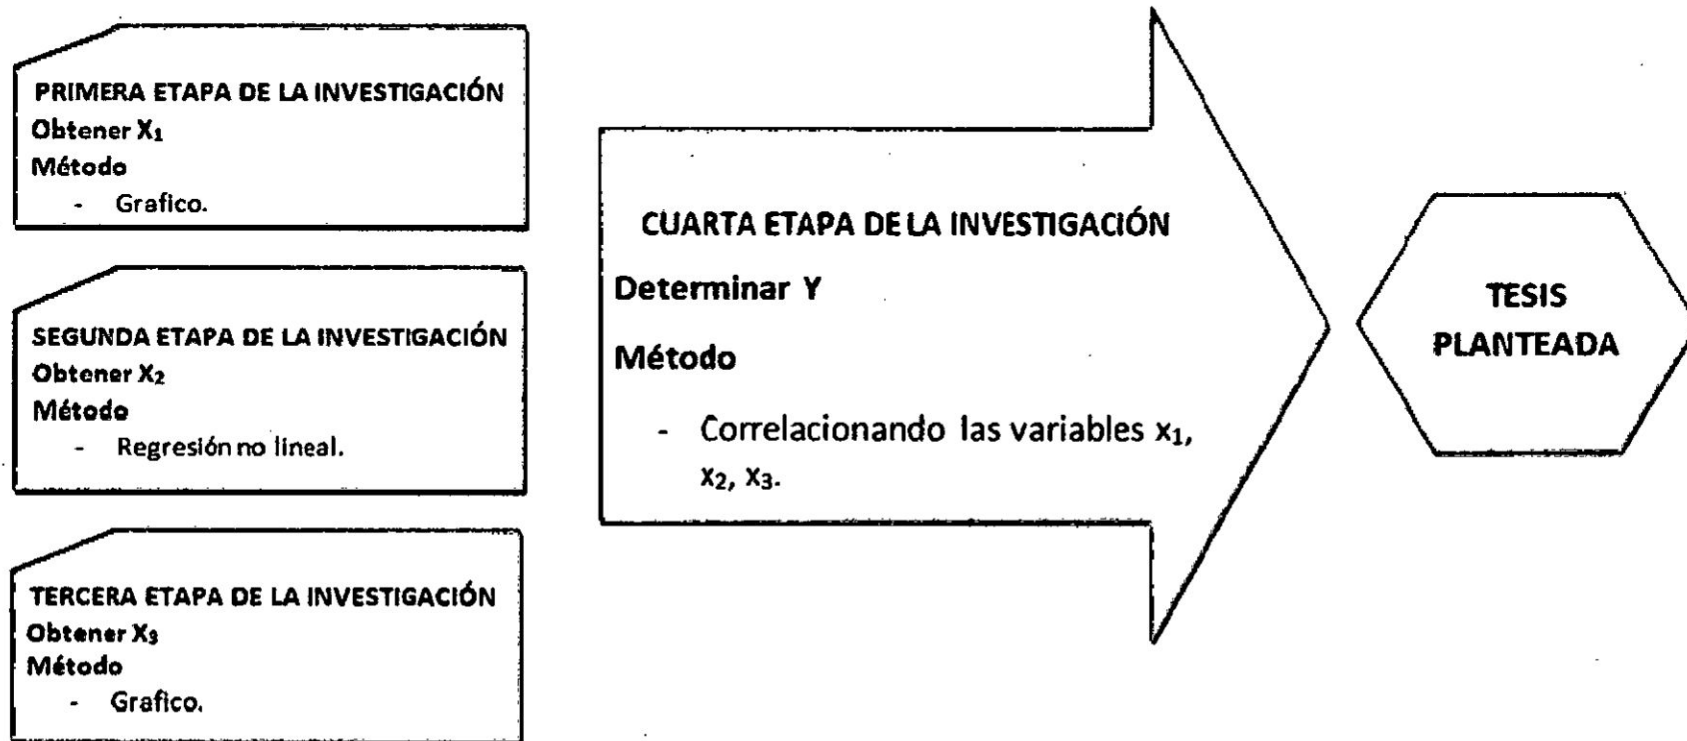 PRIMERA ETAPA DE LA INVESTIGACIÓN
Obtener X₁
Método
- Grafico.
SEGUNDA ETAPA DE LA INVESTIGACIÓN
Obtener X₂
Método
- Regresión no lineal.
TERCERA ETAPA DE LA INVESTIGACIÓN
Obtener X₃
Método
- Grafico.
CUARTA ETAPA DE LA INVESTIGACIÓN
Determinar Y
Método
- Correlacionando las variables x₁,
x₂, x₃.
TESIS
PLANTEADA